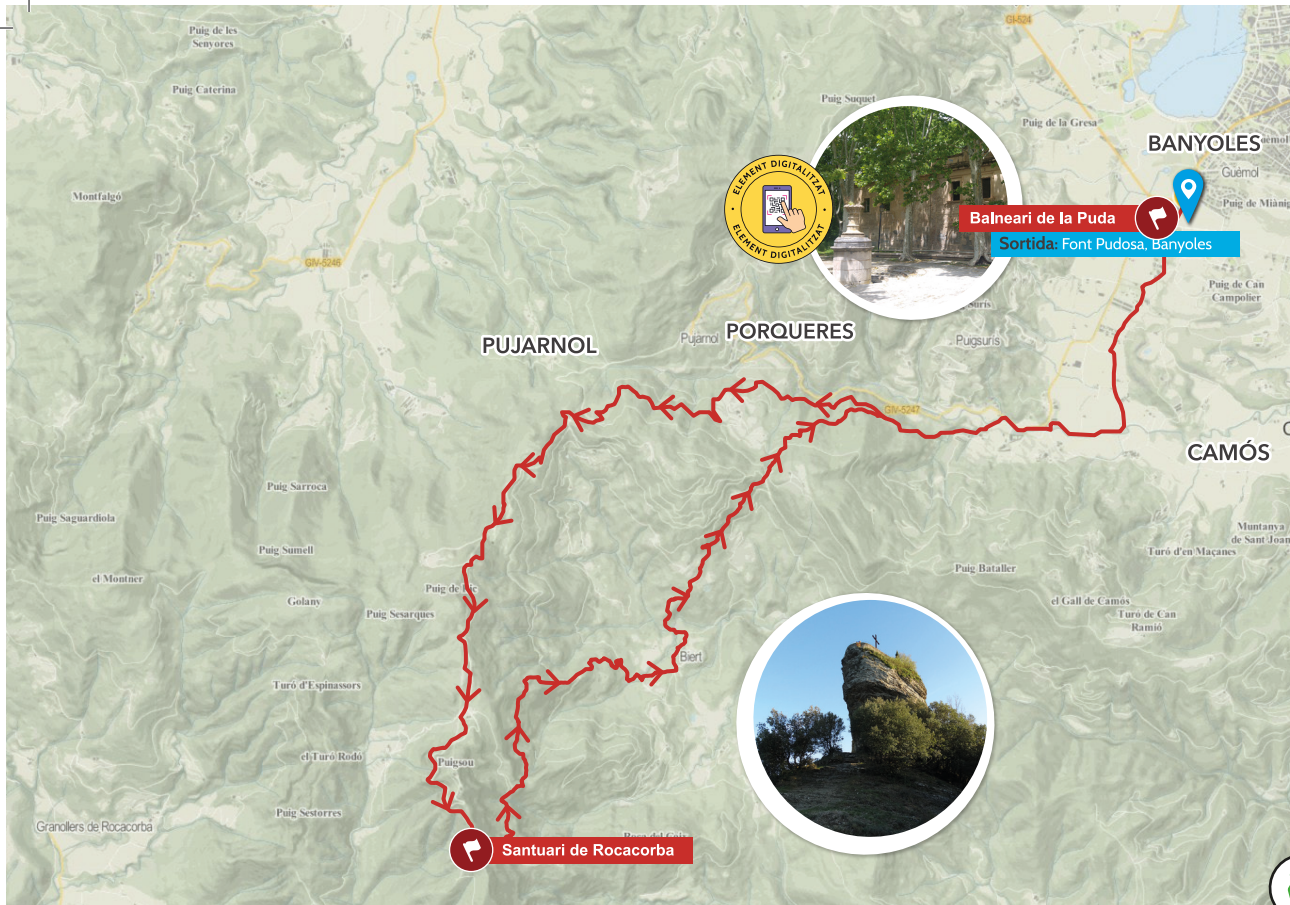 GI-524
Puig de les
Senyores
Puig Caterina
Puig Suquet
Puig de la Gresa
BANYOLES
Guèmol
ELEMENT DIGITALITZAT
ELEMENT DIGITALITZAT
Montfalgó
Balneari de la Puda
Sortida: Font Pudosa, Banyoles
GIV-5246
Puig de Can
Campolier
Pujarnol
PORQUERES
Puigsurís
PUJARNOL
GIV-5247
CAMÓS
Puig Sarroca
Puig Saguardiola
Muntanya
de Sant Joan
Puig Sumell
Turó d'en Maçanes
el Montner
Puig Bataller
Golany
Puig Sesarques
el Gall de Camós
Turó de Can
Ramió
Biert
Turó d'Espinassors
el Turó Rodó
Puigsou
Puig Sestorres
Granollers de Rocacorba
Santuari de Rocacorba